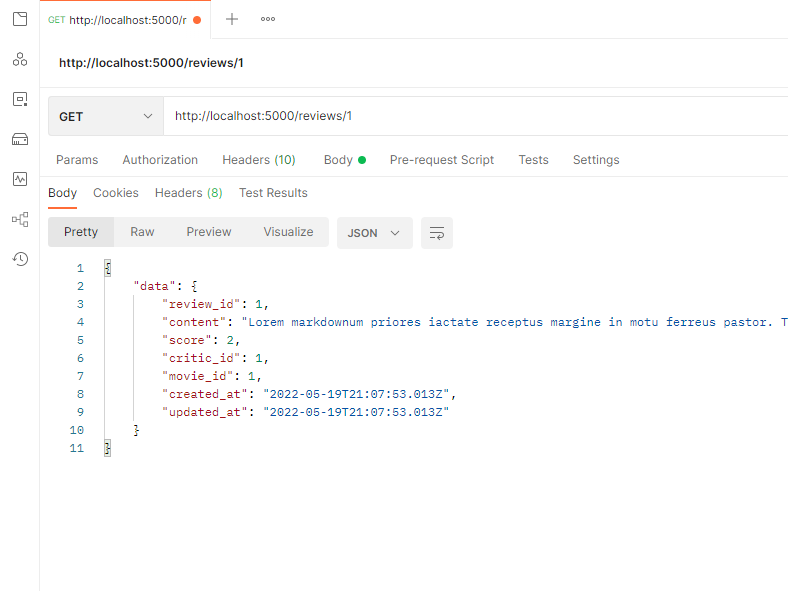 GET http://localhost:5000/r
http://localhost:5000/reviews/1
GET http://localhost:5000/reviews/1
Params Authorization Headers (10) Body Pre-request Script Tests Settings
Body Cookies Headers (8) Test Results
Pretty Raw Preview Visualize JSON
1 {
2 "data": {
3 "review_id": 1,
4 "content": "Lorem markdownum priores iactate receptus margine in motu ferreus pastor. T
5 "score": 2,
6 "critic_id": 1,
7 "movie_id": 1,
8 "created_at": "2022-05-19T21:07:53.013Z",
9 "updated_at": "2022-05-19T21:07:53.013Z"
10 }
11 }